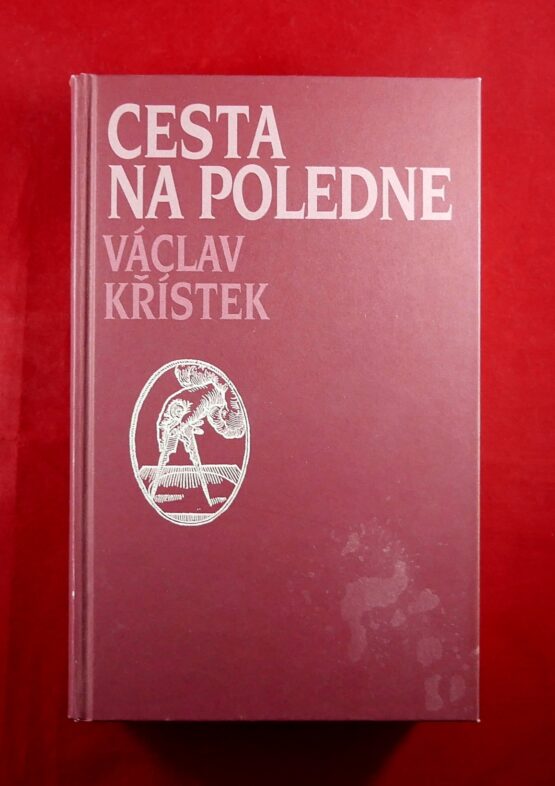 CESTA
NA POLEDNE
VÁCLAV
KŘÍSTEK